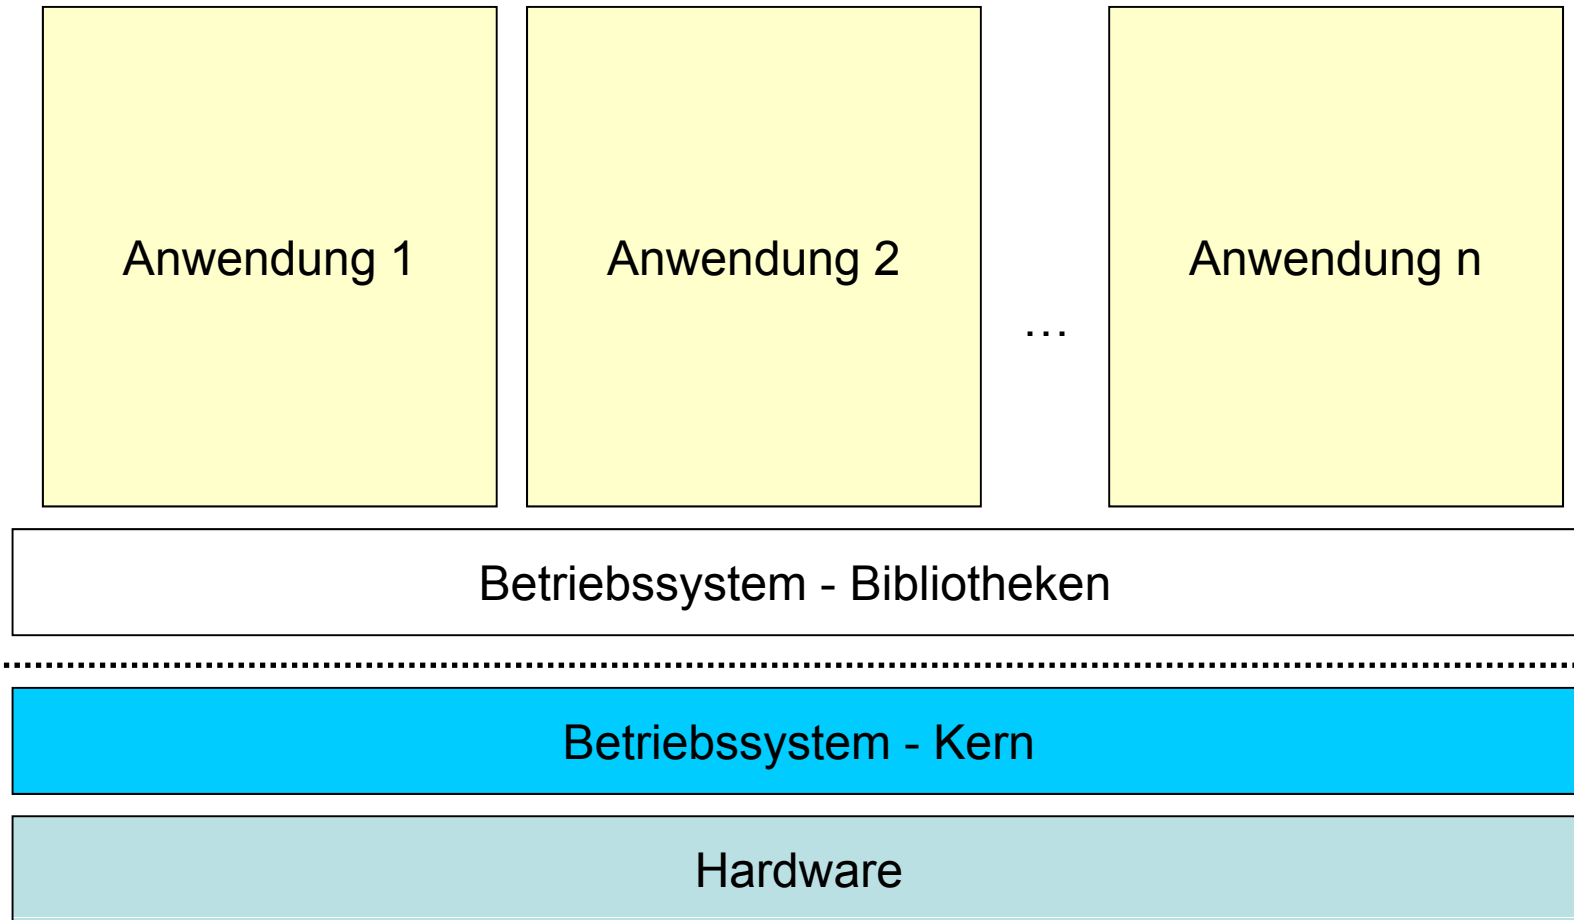 Anwendung 1
Anwendung 2
...
Anwendung n
Betriebssystem - Bibliotheken
Betriebssystem - Kern
Hardware